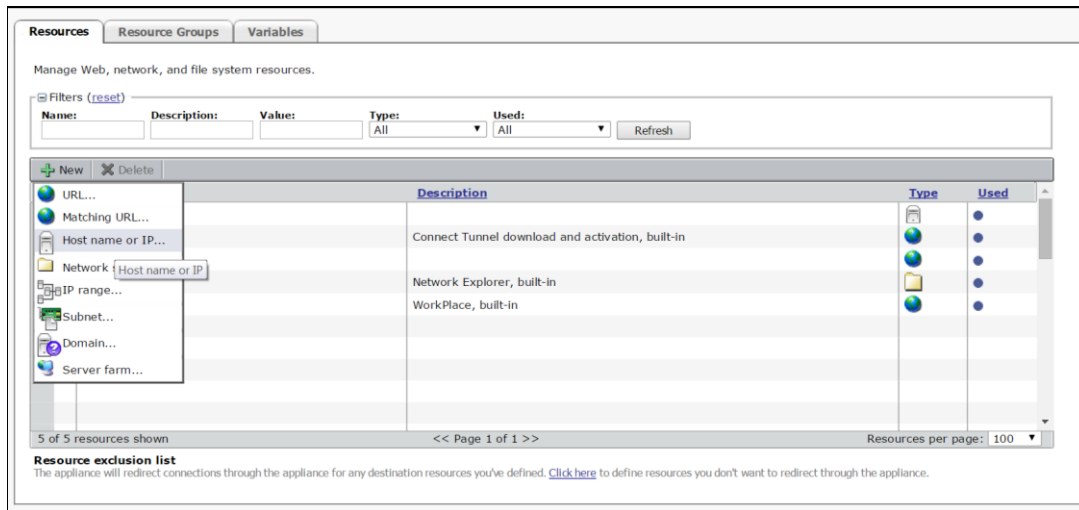 Resources Resource Groups Variables
Manage Web, network, and file system resources.
Filters (reset)
Name: Description: Value: Type: Used:
All All Refresh
New Delete
Description Type Used
URL...
Matching URL...
Host name or IP... Connect Tunnel download and activation, built-in
Network
Host name or IP
IP range... Network Explorer, built-in
WorkPlace, built-in
Subnet...
Domain...
Server farm...
5 of 5 resources shown << Page 1 of 1 >> Resources per page: 100
Resource exclusion list
The appliance will redirect connections through the appliance for any destination resources you've defined. Click here to define resources you don't want to redirect through the appliance.